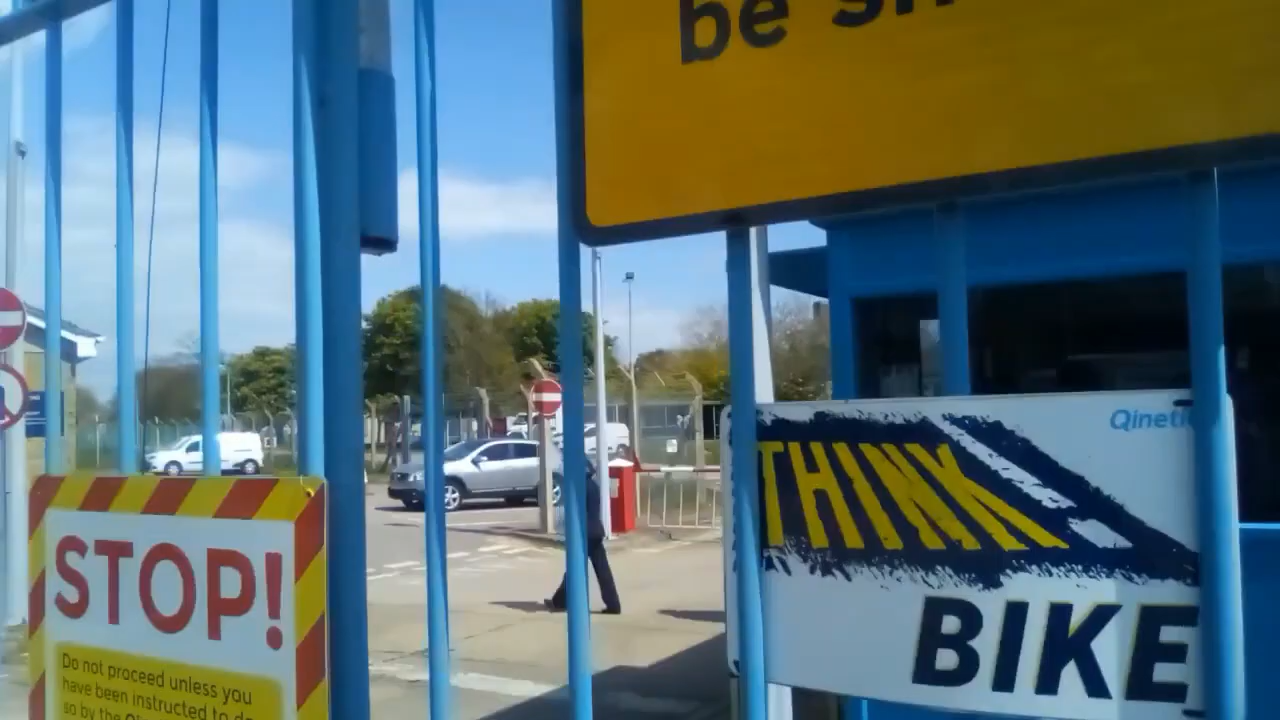 be
STOP!
Do not proceed unless you
have been instructed to do
so by the
Qineti
THINK
BIKE